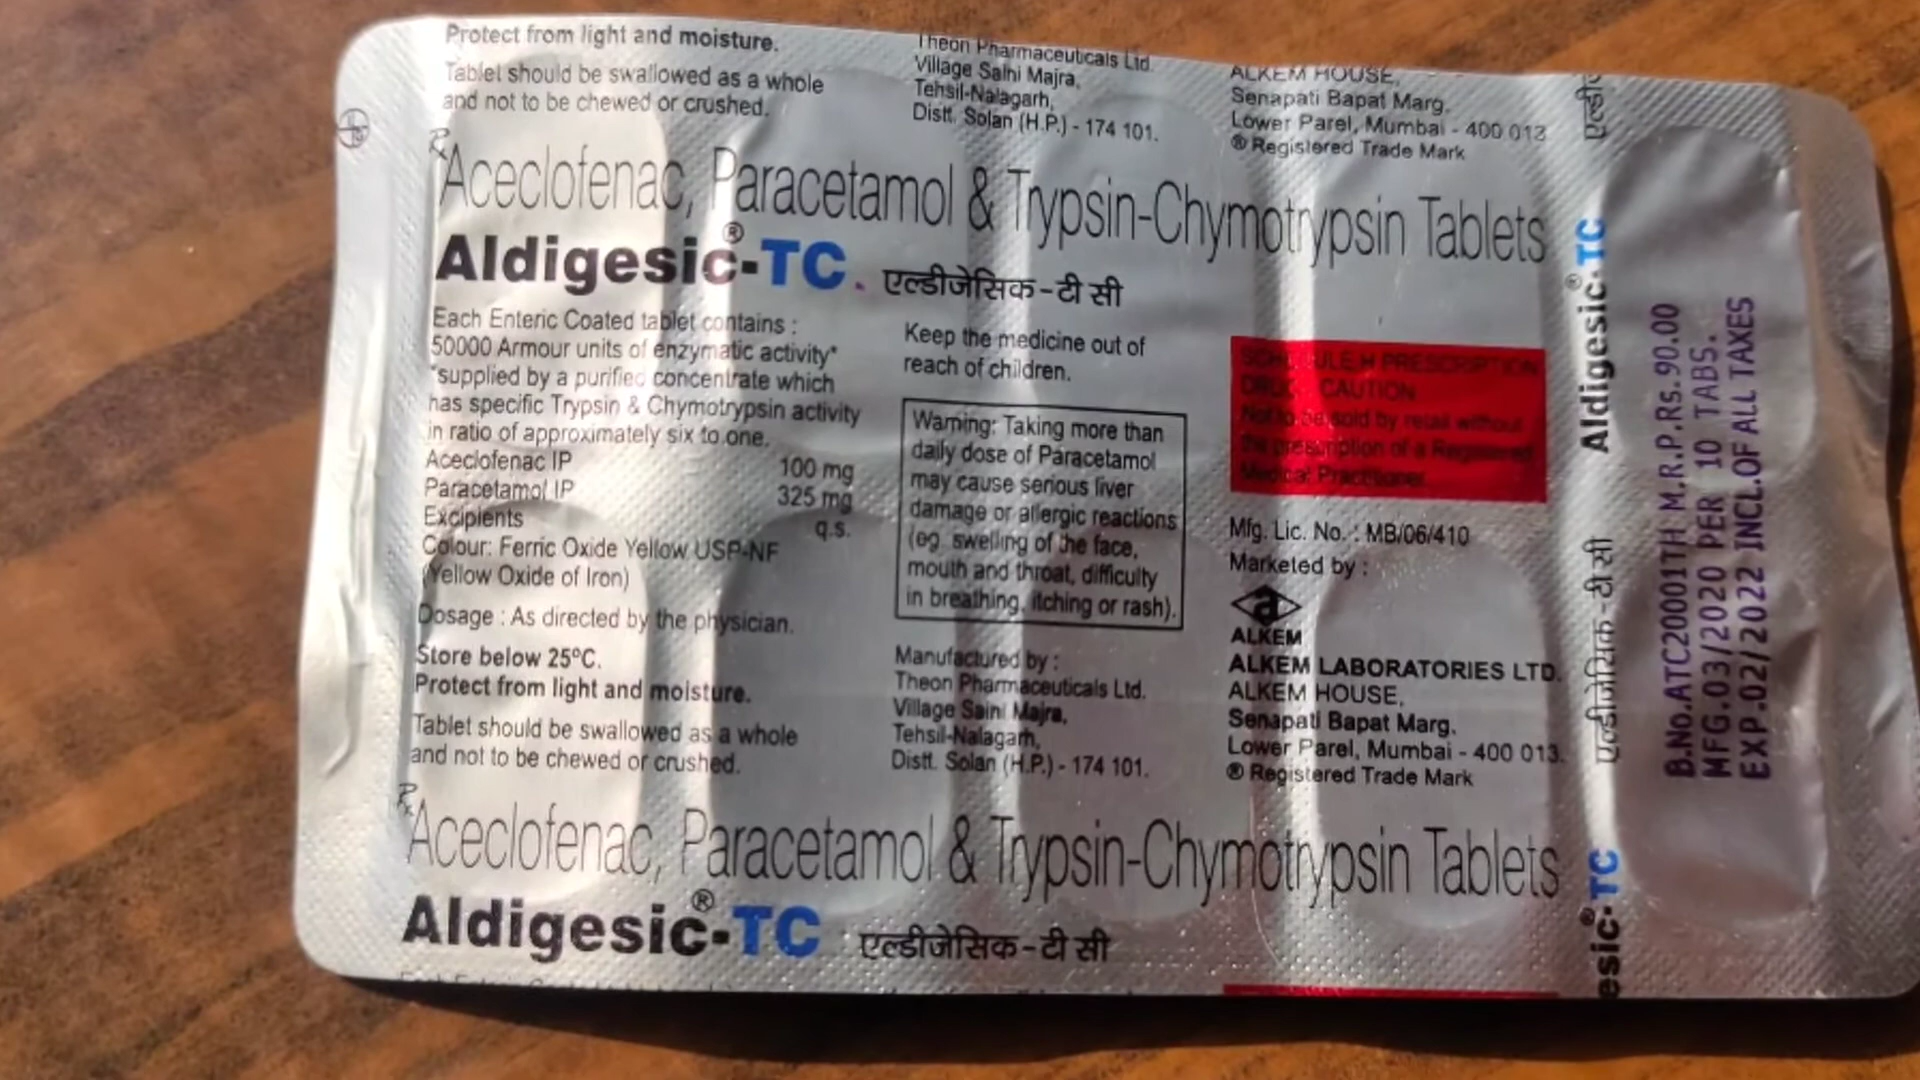 Protect from light and moisture.
Tablet should be swallowed as a whole
and not to be chewed or crushed.
Theon Pharmaceuticals Ltd.
Village Saini Majra,
Tehsil-Nalagarh,
Distt. Solan (H.P.) - 174 101.
ALKEM HOUSE,
Senapati Bapat Marg.
Lower Parel, Mumbai - 400 013
® Registered Trade Mark
Rx
Aceclofenac, Paracetamol & Trypsin-Chymotrypsin Tablets
Aldigesic®-TC. एल्डीजेसिक-टी सी
Each Enteric Coated tablet contains :
50000 Armour units of enzymatic activity*
*supplied by a purified concentrate which
has specific Trypsin & Chymotrypsin activity
in ratio of approximately six to one.
Aceclofenac IP 100 mg
Paracetamol IP 325 mg
Excipients q.s.
Colour: Ferric Oxide Yellow USP-NF
(Yellow Oxide of Iron)
Dosage : As directed by the physician.
Store below 25°C.
Protect from light and moisture.
Tablet should be swallowed as a whole
and not to be chewed or crushed.
Keep the medicine out of
reach of children.
Warning: Taking more than
daily dose of Paracetamol
may cause serious liver
damage or allergic reactions
(eg. swelling of the face,
mouth and throat, difficulty
in breathing, itching or rash).
Manufactured by :
Theon Pharmaceuticals Ltd.
Village Saini Majra,
Tehsil-Nalagarh,
Distt. Solan (H.P.) - 174 101.
SCHEDULE H PRESCRIPTION
DRUG - CAUTION
Not to be sold by retail without
the prescription of a Registered
Medical Practitioner.
Mfg. Lic. No. : MB/06/410
Marketed by :
a
ALKEM
ALKEM LABORATORIES LTD.
ALKEM HOUSE,
Senapati Bapat Marg.
Lower Parel, Mumbai - 400 013.
® Registered Trade Mark
Rx
Aceclofenac, Paracetamol & Trypsin-Chymotrypsin Tablets
Aldigesic®-TC एल्डीजेसिक-टी सी
Aldigesic®-TC
एल्डीजेसिक-टी सी
esic®-TC
B.No.ATC20001TH M.R.P.Rs.90.00
MFG.03/2020 PER 10 TABS.
EXP.02/2022 INCL.OF ALL TAXES